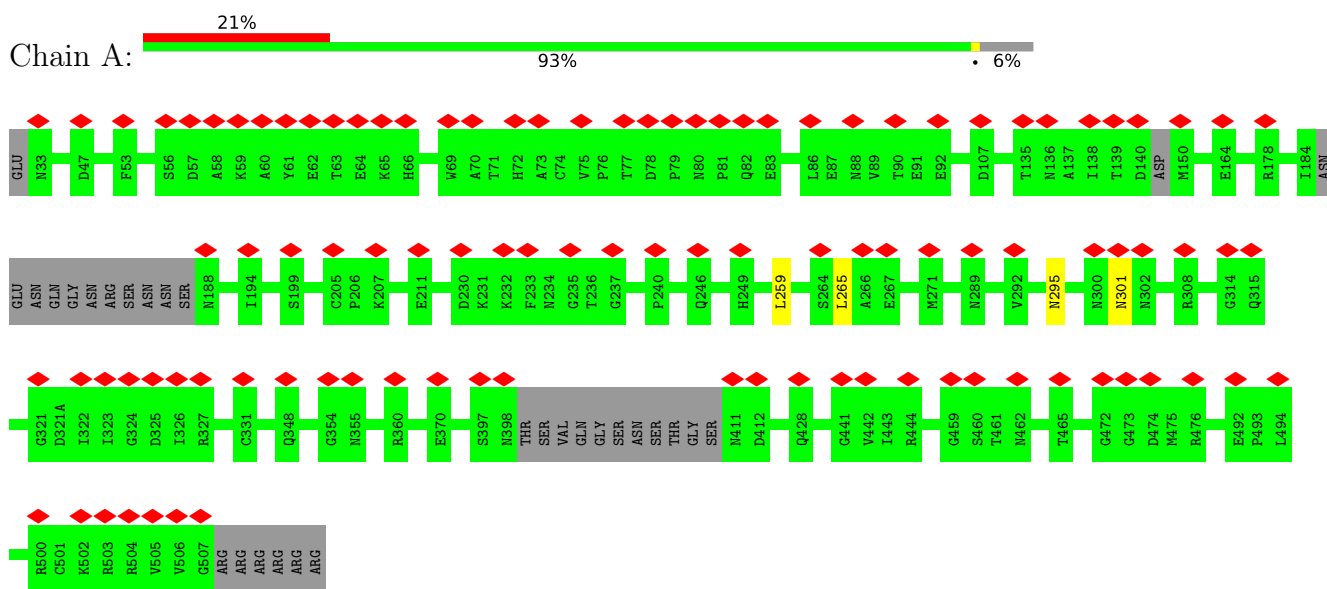 21%
Chain A:
93% • 6%
GLU N33 D47 F53 S56 D57 A58 K59 A60 Y61 E62 T63 E64 K65 H66 W69 A70 T71 H72 A73 C74 V75 P76 T77 D78 P79 N80 P81 Q82 E83 L86 E87 N88 V89 T90 E91 E92 D107 T135 N136 A137 I138 T139 D140 ASP M150 E164 R178 I184 ASN
GLU ASN GLN GLY ASN ARG SER ASN ASN SER N188 I194 S199 C205 P206 K207 E211 D230 K231 K232 F233 N234 G235 T236 G237 P240 Q246 H249 L259 S264 L265 A266 E267 M271 N289 V292 N295 N300 N301 N302 R308 G314 Q315
G321 D321A I322 I323 G324 D325 I326 R327 C331 Q348 G354 N355 R360 E370 S397 N398 THR SER VAL GLN GLY SER ASN SER THR GLY SER N411 D412 Q428 G441 V442 I443 R444 G459 S460 T461 N462 T465 G472 G473 D474 M475 R476 E492 P493 L494
R500 C501 K502 R503 R504 V505 V506 G507 ARG ARG ARG ARG ARG ARG